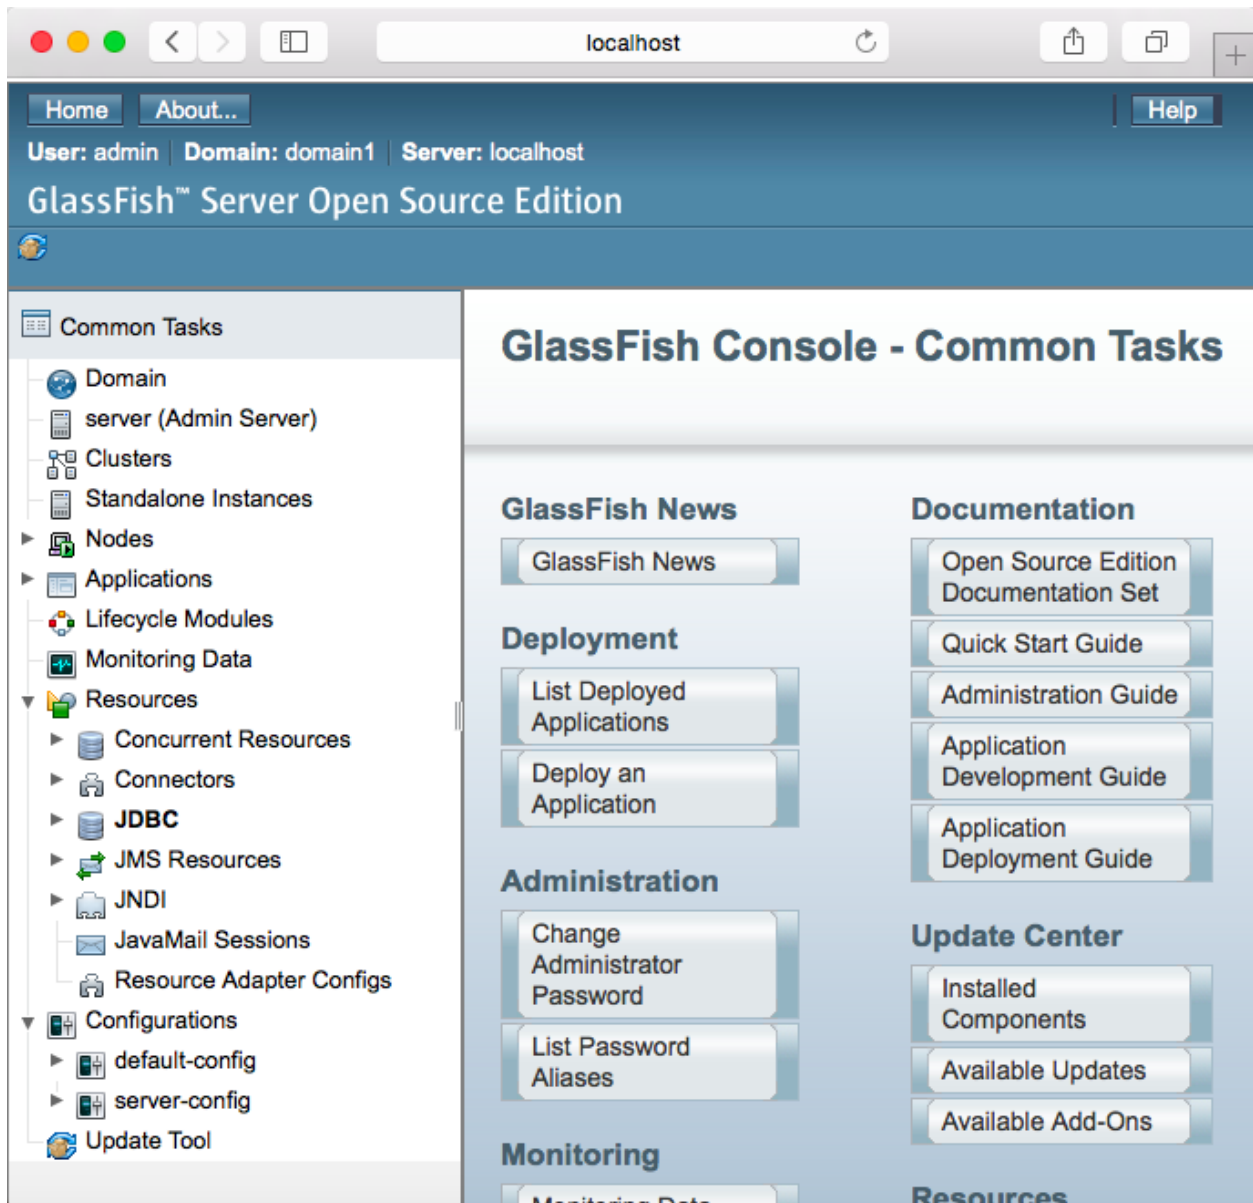 localhost
Home About... Help
User: admin Domain: domain1 Server: localhost
GlassFish™ Server Open Source Edition
Common Tasks
Domain
server (Admin Server)
Clusters
Standalone Instances
Nodes
Applications
Lifecycle Modules
Monitoring Data
Resources
Concurrent Resources
Connectors
JDBC
JMS Resources
JNDI
JavaMail Sessions
Resource Adapter Configs
Configurations
default-config
server-config
Update Tool
GlassFish Console - Common Tasks
GlassFish News
GlassFish News
Deployment
List Deployed
Applications
Deploy an
Application
Administration
Change
Administrator
Password
List Password
Aliases
Monitoring
Monitoring Data
Documentation
Open Source Edition
Documentation Set
Quick Start Guide
Administration Guide
Application
Development Guide
Application
Deployment Guide
Update Center
Installed
Components
Available Updates
Available Add-Ons
Resources